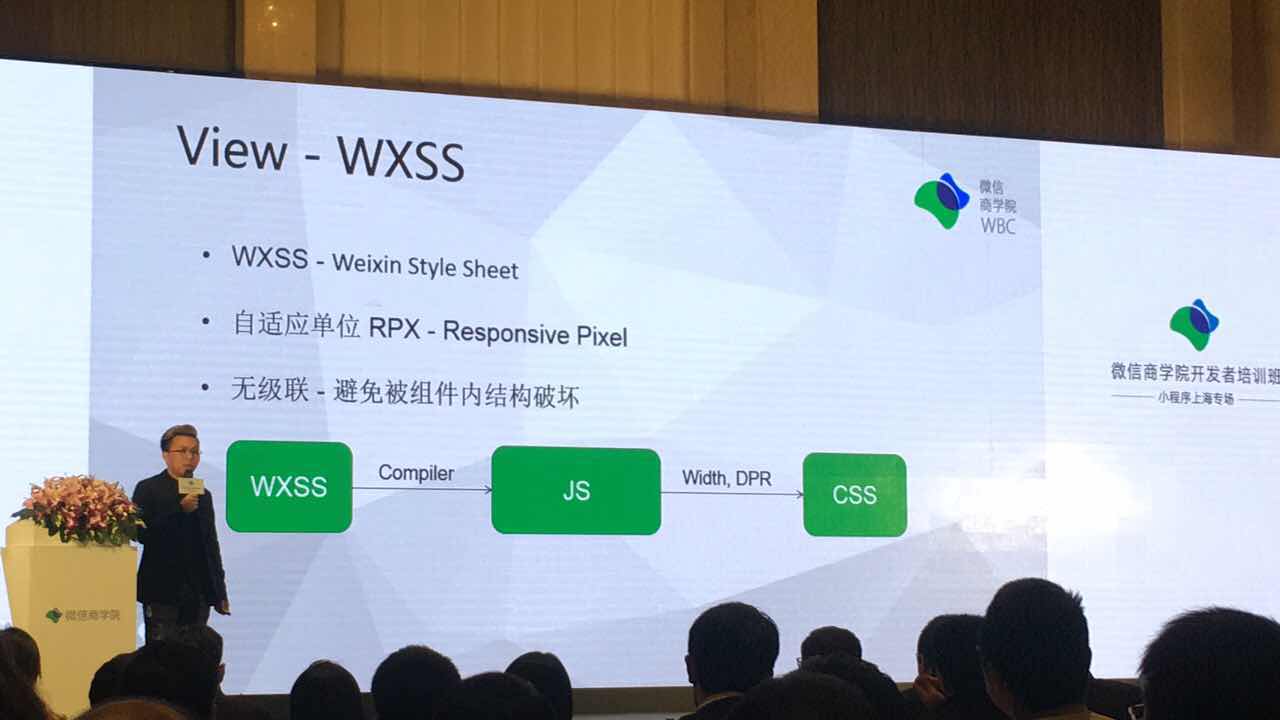 View - WXSS
微信
商学院
WBC
• WXSS - Weixin Style Sheet
• 自适应单位 RPX - Responsive Pixel
• 无级联 - 避免被组件内结构破坏
WXSS
Compiler
JS
Width, DPR
CSS
微信商学院开发者培训班
小程序上海专场
微信商学院